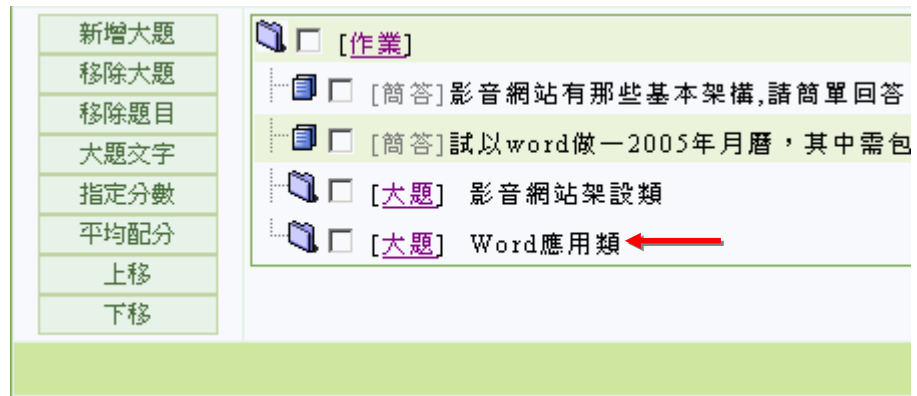 新增大題
移除大題
移除題目
大題文字
指定分數
平均配分
上移
下移
[作業]
[簡答]影音網站有那些基本架構,請簡單回答
[簡答]試以word做一2005年月曆，其中需包
[大題] 影音網站架設類
[大題] Word應用類